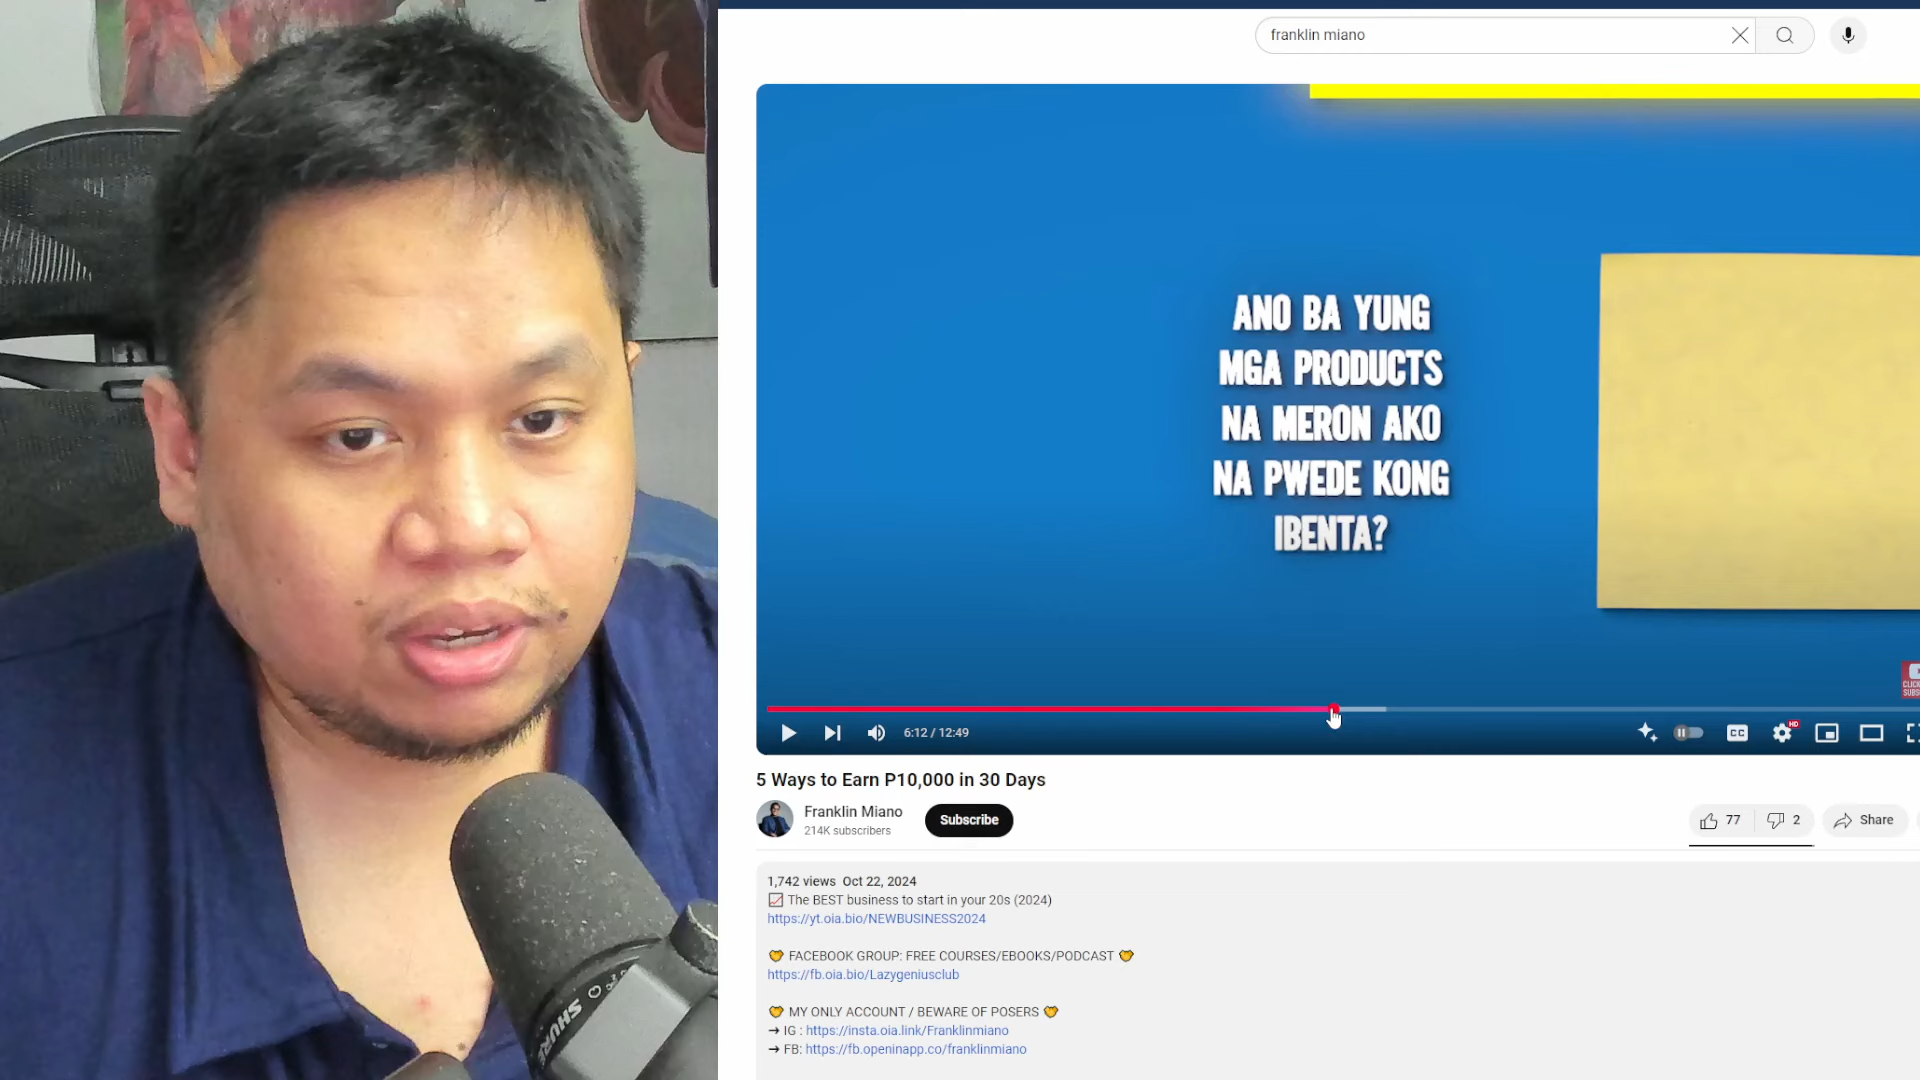 franklin miano
ANO BA YUNG
MGA PRODUCTS
NA MERON AKO
NA PWEDE KONG
IBENTA?
6:12 / 12:49
CC
HD
5 Ways to Earn P10,000 in 30 Days
Franklin Miano
214K subscribers
Subscribe
77
2
Share
1,742 views Oct 22, 2024
The BEST business to start in your 20s (2024)
https://yt.oia.bio/NEWBUSINESS2024
FACEBOOK GROUP: FREE COURSES/EBOOKS/PODCAST
https://fb.oia.bio/Lazygeniusclub
MY ONLY ACCOUNT / BEWARE OF POSERS
→ IG : https://insta.oia.link/Franklinmiano
→ FB: https://fb.openinapp.co/franklinmiano
SHURE